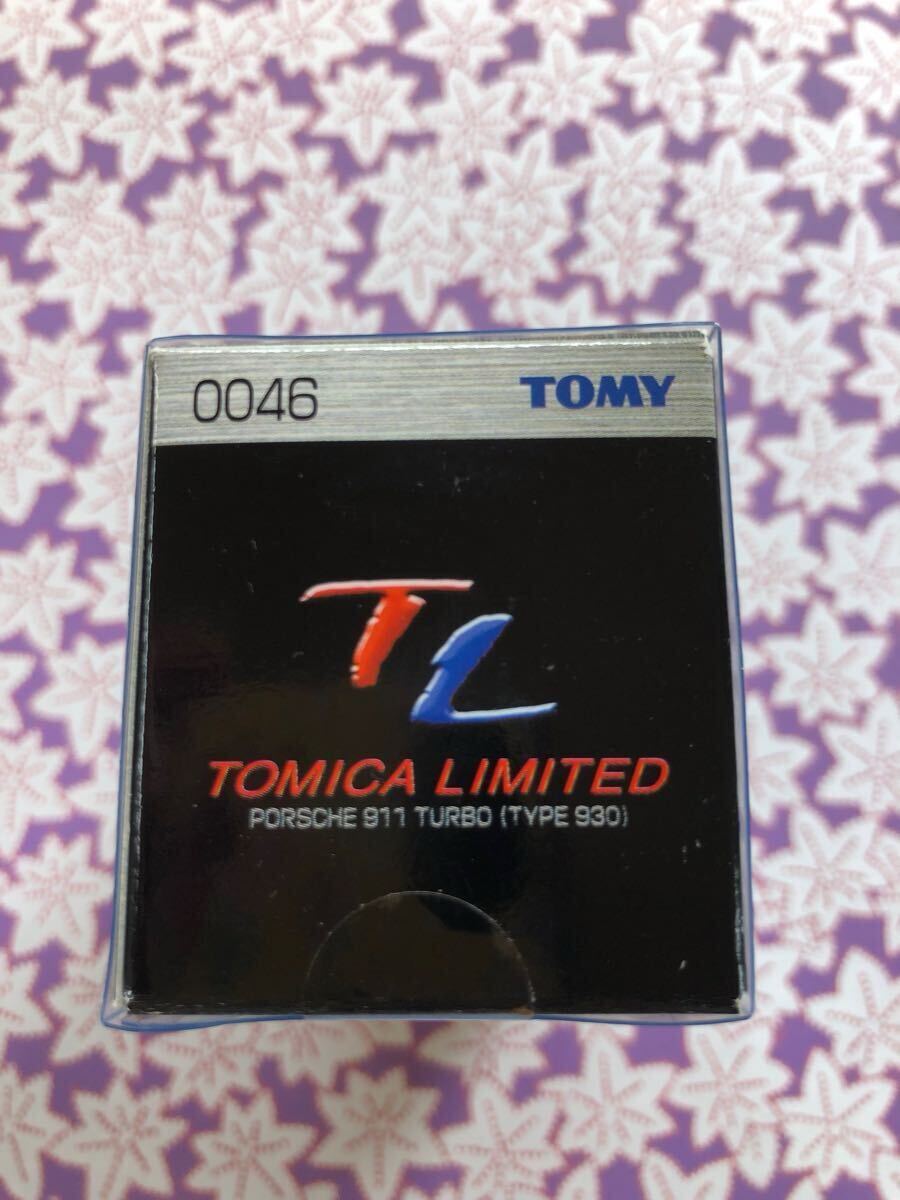 0046 TOMY
TL
TOMICA LIMITED
PORSCHE 911 TURBO (TYPE 930)